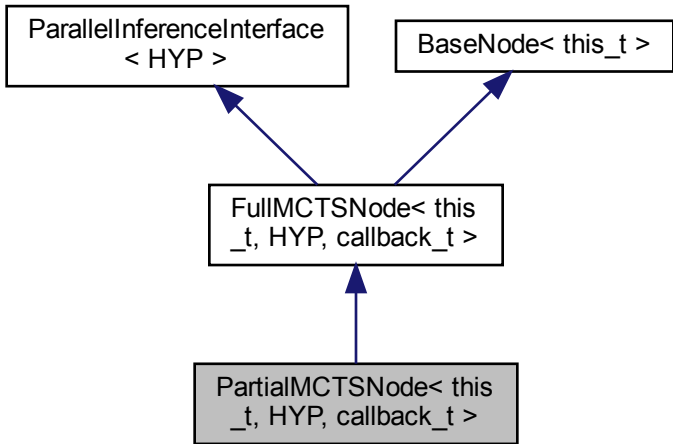 ParallelInferenceInterface
< HYP >
BaseNode< this_t >
FullMCTSNode< this
_t, HYP, callback_t >
PartialMCTSNode< this
_t, HYP, callback_t >